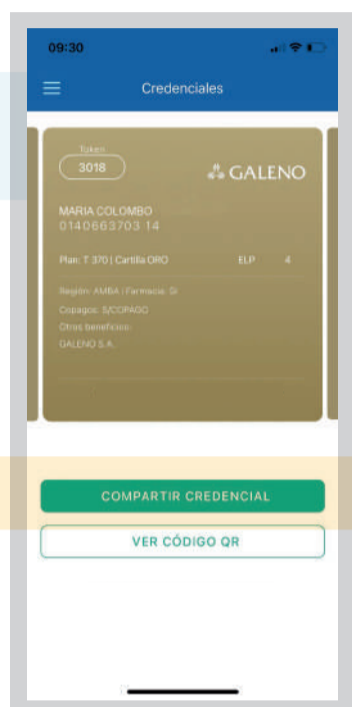 09:30
Credenciales
Token
3018
GALENO
MARIA COLOMBO
0140663703 14
Plan: T 370 | Cartilla ORO ELP 4
Región: AMBA | Farmacia: Si
Copagos: S/COPAGO
Otros beneficios:
GALENO S.A.
COMPARTIR CREDENCIAL
VER CÓDIGO QR